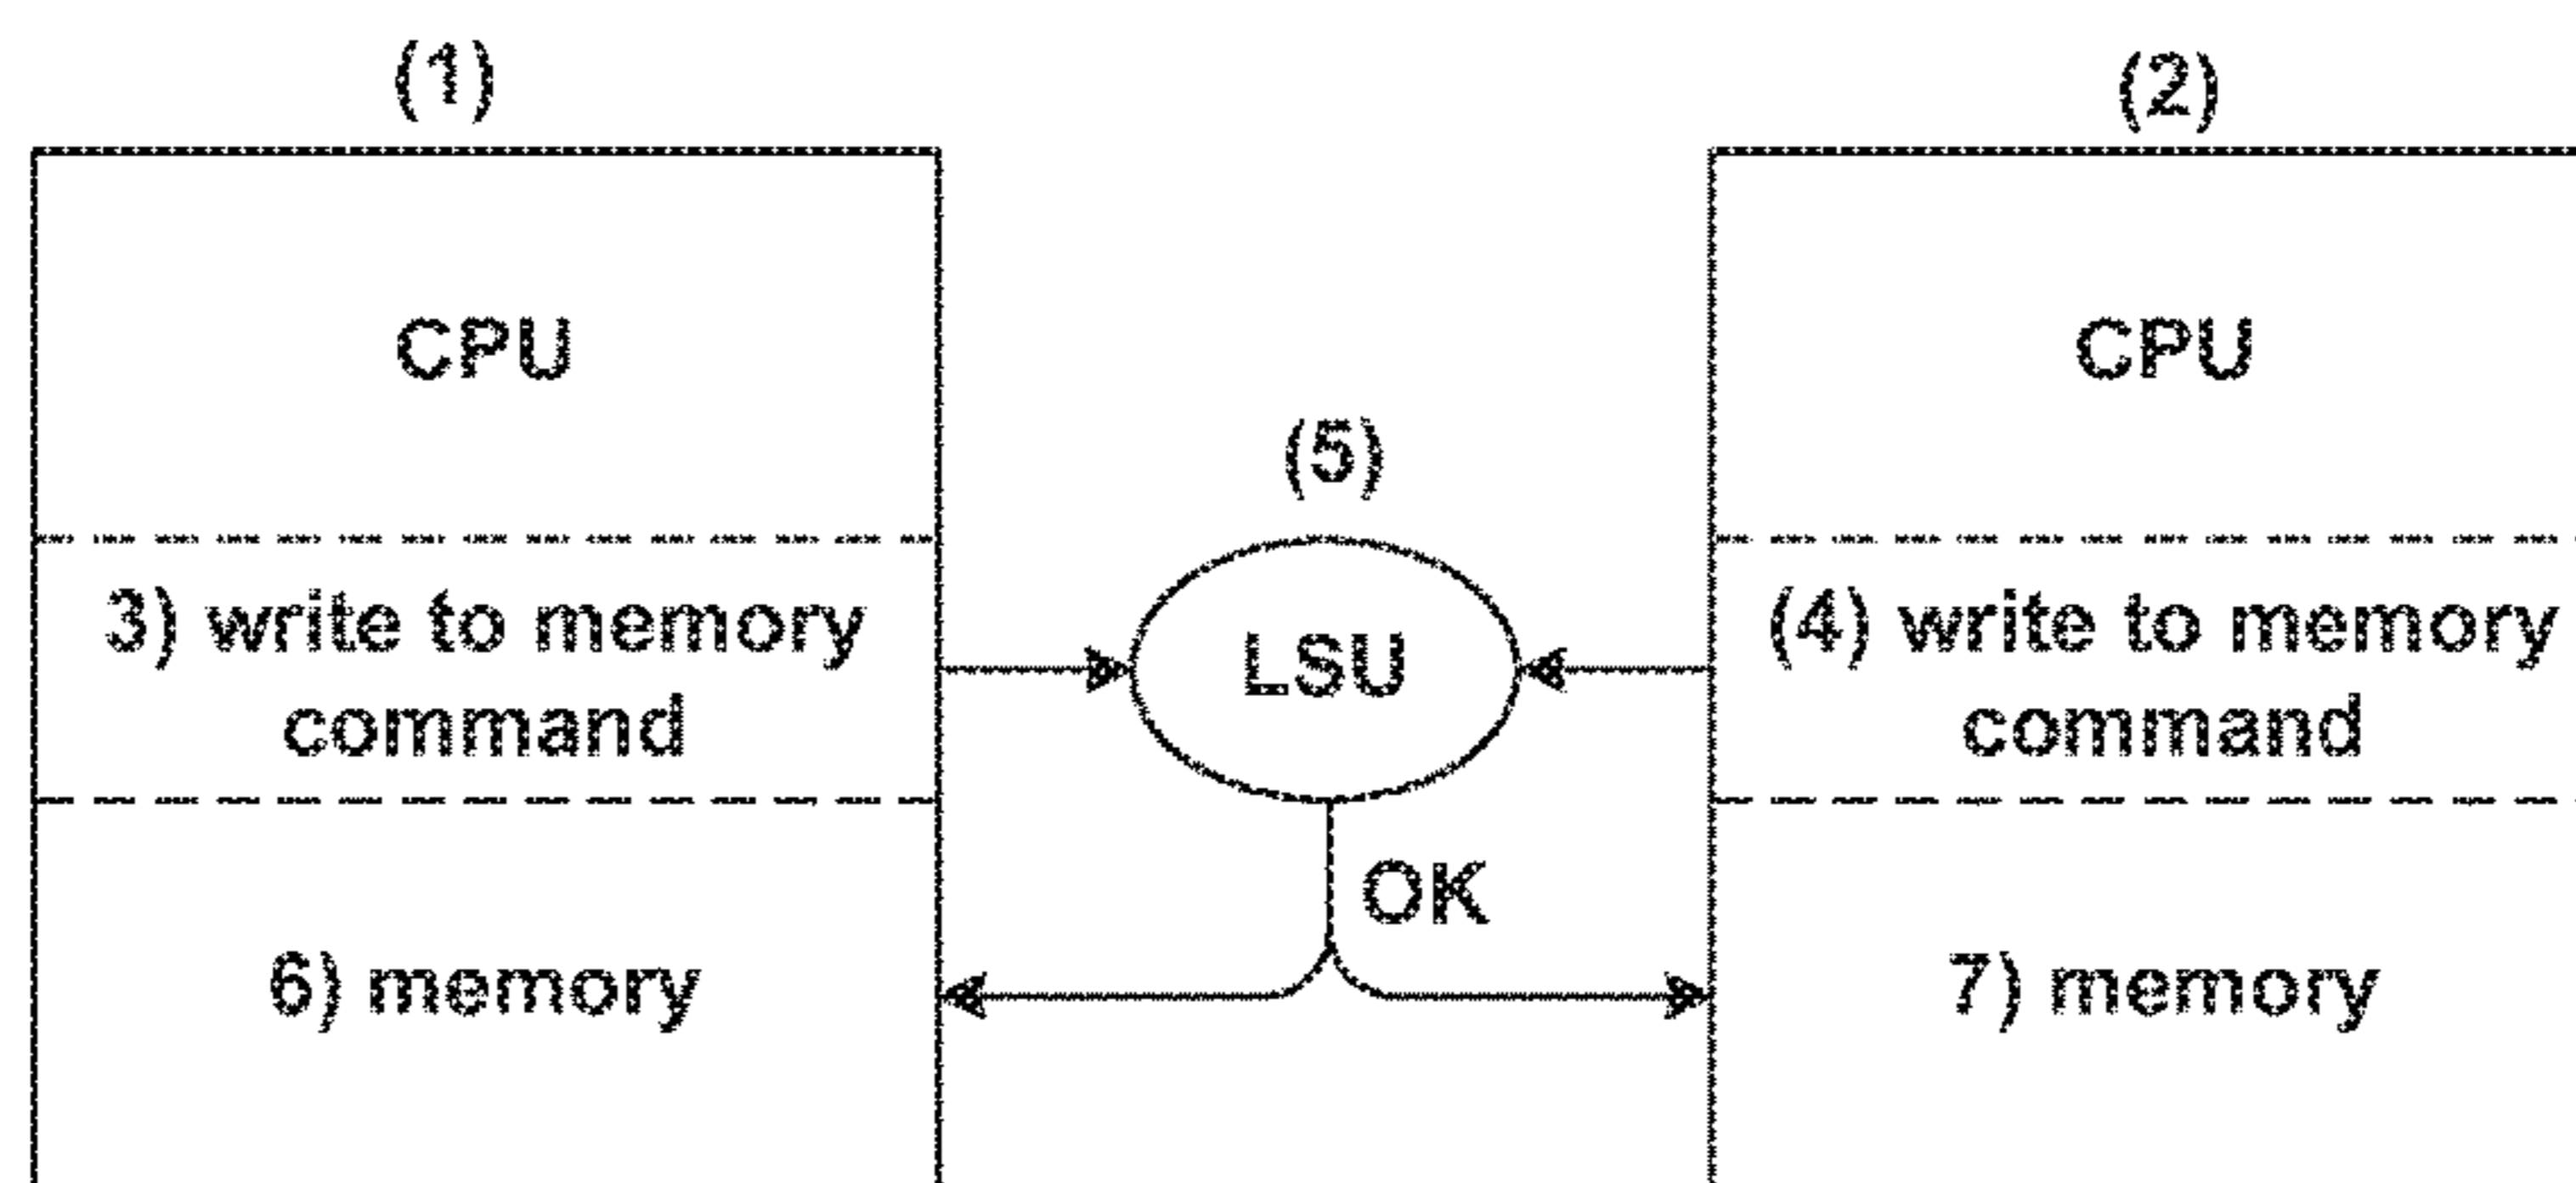 (1)
(2)
CPU
CPU
(5)
3) write to memory
command
LSU
(4) write to memory
command
OK
6) memory
7) memory